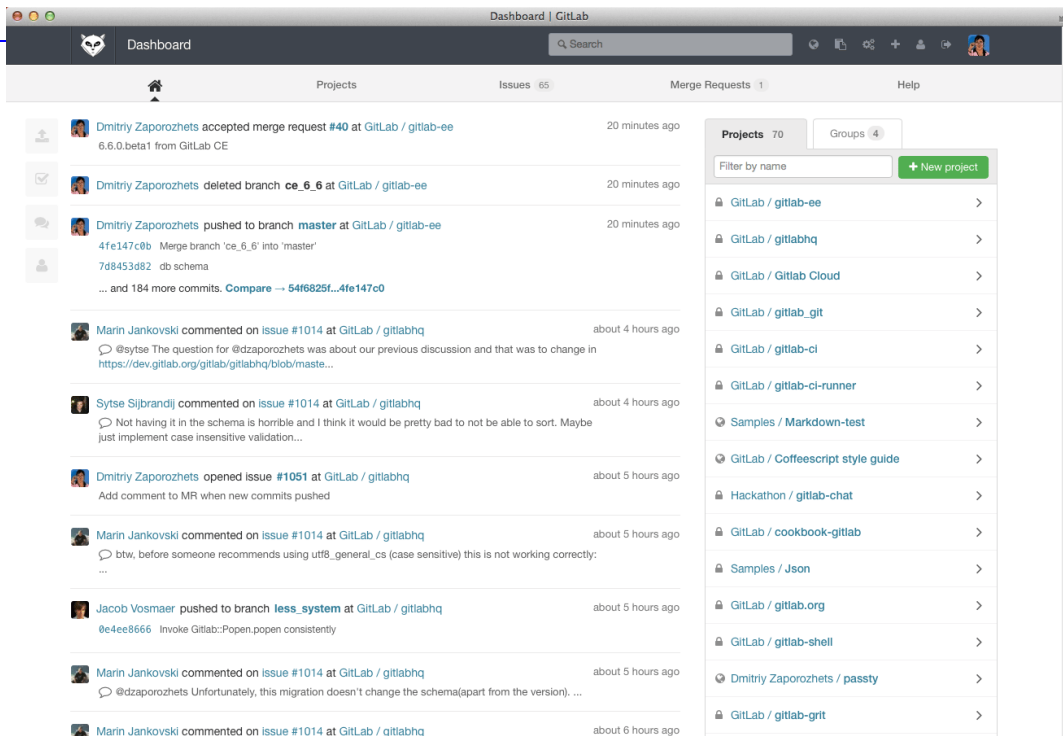 Dashboard | GitLab
Dashboard
Search
Projects
Issues 65
Merge Requests 1
Help
Dmitriy Zaporozhets accepted merge request #40 at GitLab / gitlab-ee
20 minutes ago
6.6.0.beta1 from GitLab CE
Dmitriy Zaporozhets deleted branch ce_6_6 at GitLab / gitlab-ee
20 minutes ago
Dmitriy Zaporozhets pushed to branch master at GitLab / gitlab-ee
20 minutes ago
4fe147c0b Merge branch 'ce_6_6' into 'master'
7d8453d82 db schema
... and 184 more commits. Compare → 54f6825f...4fe147c0
Marin Jankovski commented on issue #1014 at GitLab / gitlabhq
about 4 hours ago
@sytse The question for @dzaporozhets was about our previous discussion and that was to change in
https://dev.gitlab.org/gitlab/gitlabhq/blob/maste...
Sytse Sijbrandij commented on issue #1014 at GitLab / gitlabhq
about 4 hours ago
Not having it in the schema is horrible and I think it would be pretty bad to not be able to sort. Maybe
just implement case insensitive validation...
Dmitriy Zaporozhets opened issue #1051 at GitLab / gitlabhq
about 5 hours ago
Add comment to MR when new commits pushed
Marin Jankovski commented on issue #1014 at GitLab / gitlabhq
about 5 hours ago
btw, before someone recommends using utf8_general_cs (case sensitive) this is not working correctly:
...
Jacob Vosmaer pushed to branch less_system at GitLab / gitlabhq
about 5 hours ago
0e4ee8666 Invoke Gitlab::Popen.popen consistently
Marin Jankovski commented on issue #1014 at GitLab / gitlabhq
about 5 hours ago
@dzaporozhets Unfortunately, this migration doesn't change the schema(apart from the version). ...
Marin Jankovski commented on issue #1014 at GitLab / gitlabhq
about 6 hours ago
Projects 70
Groups 4
Filter by name
+ New project
GitLab / gitlab-ee
GitLab / gitlabhq
GitLab / Gitlab Cloud
GitLab / gitlab_git
GitLab / gitlab-ci
GitLab / gitlab-ci-runner
Samples / Markdown-test
GitLab / Coffeescript style guide
Hackathon / gitlab-chat
GitLab / cookbook-gitlab
Samples / Json
GitLab / gitlab.org
GitLab / gitlab-shell
Dmitriy Zaporozhets / passty
GitLab / gitlab-grit